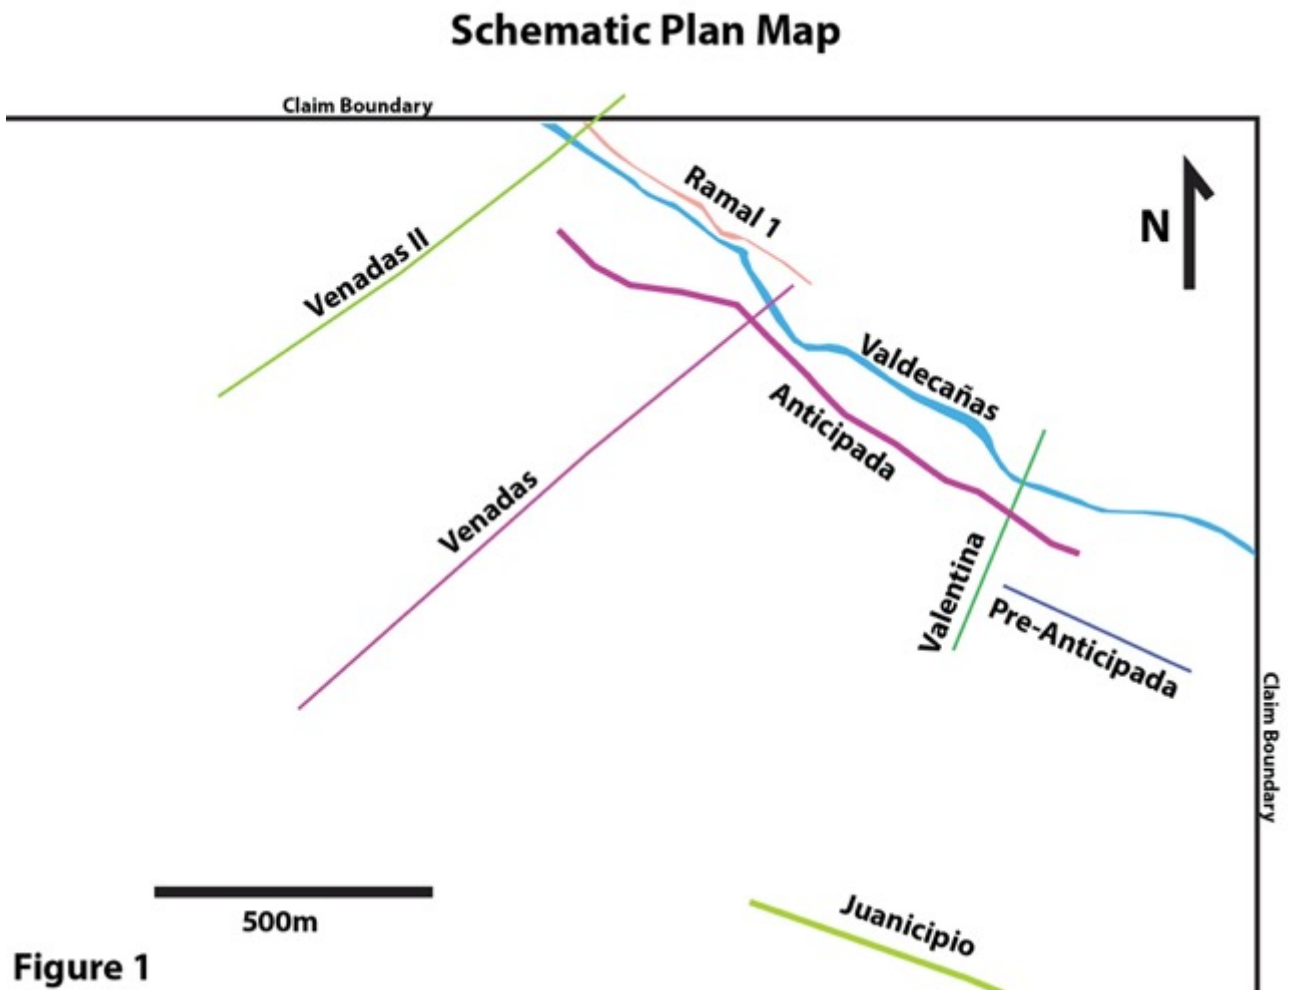 Schematic Plan Map
Claim Boundary
Ramal 1
N
Venadas II
Valdecañas
Anticipada
Venadas
Valentina
Pre-Anticipada
Claim Boundary
500m
Juanicipio
Figure 1